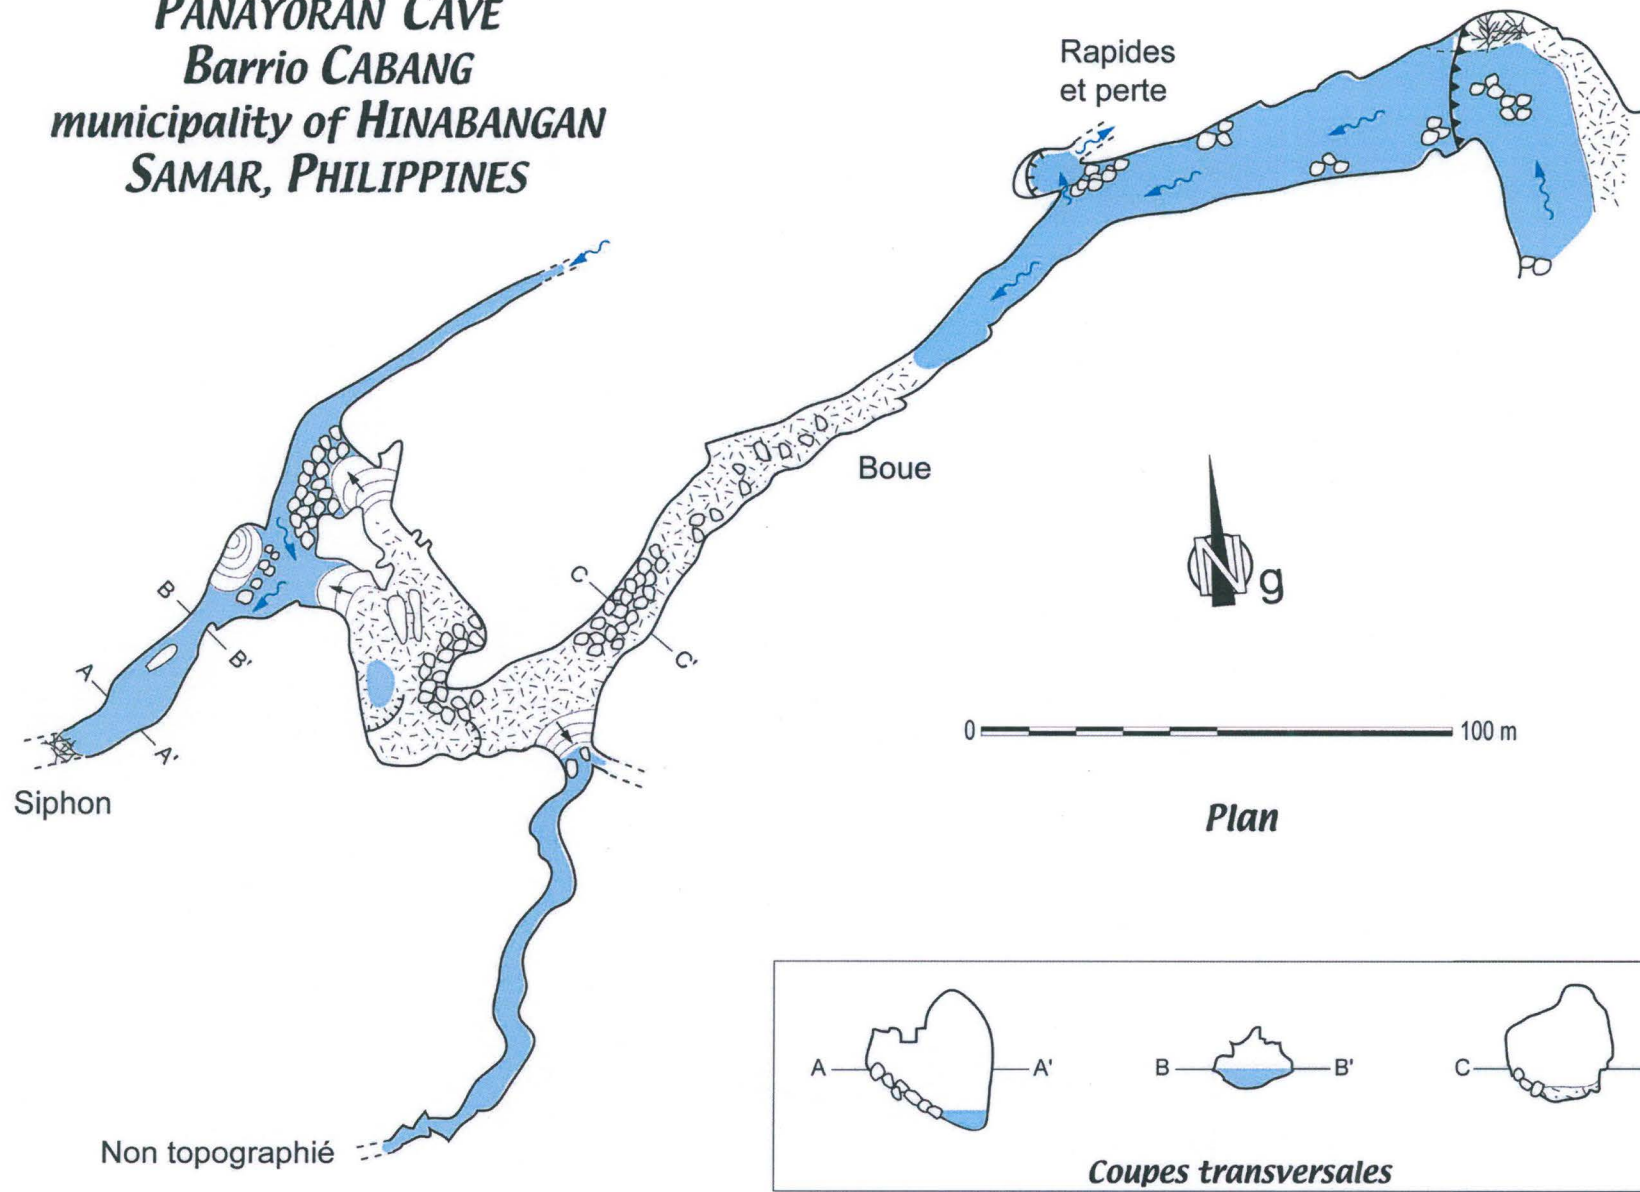 PANAYORAN CAVE
Barrio CABANG
municipality of HINABANGAN
SAMAR, PHILIPPINES
Rapides
et perte
Boue
N g
B
B'
A
A'
C
C'
Siphon
0 100 m
Plan
Non topographié
A A' B B' C
Coupes transversales